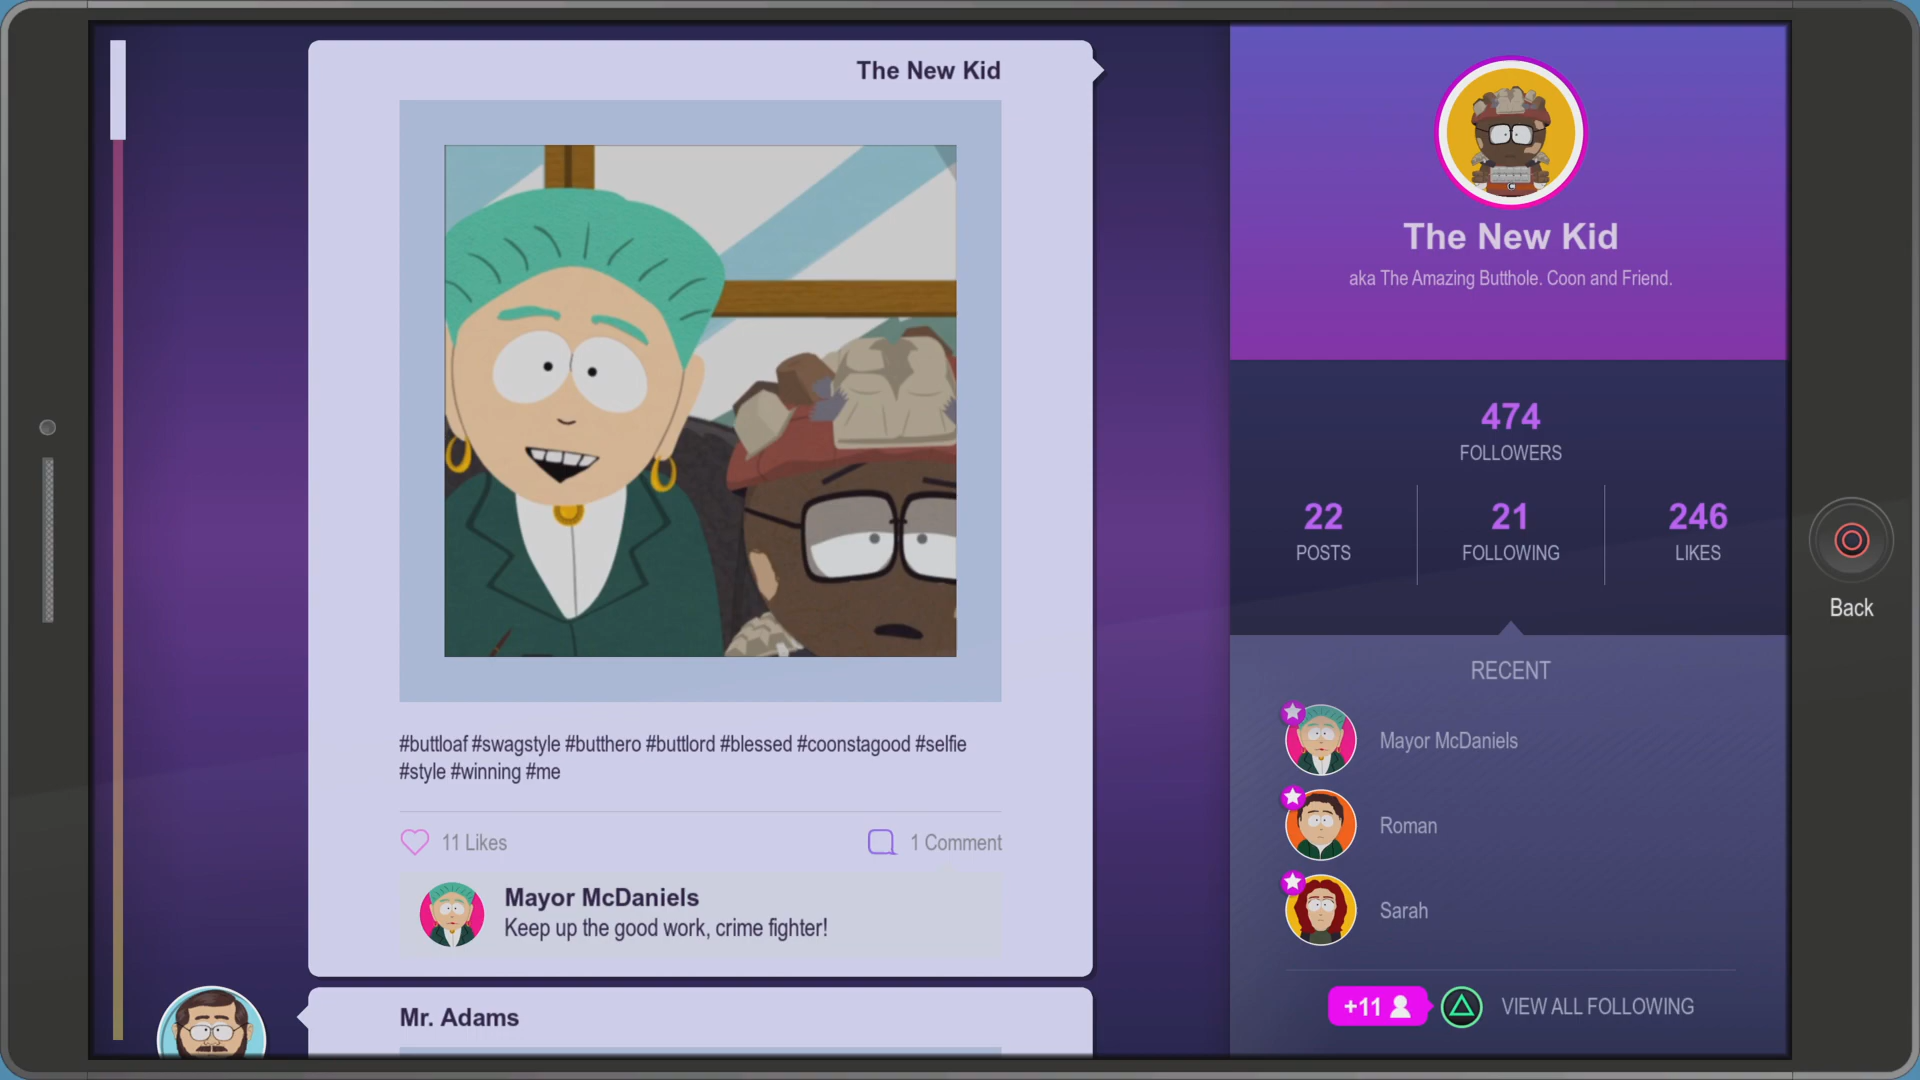 The New Kid
#buttloaf #swagstyle #butthero #buttlord #blessed #coonstagood #selfie
#style #winning #me
11 Likes
1 Comment
Mayor McDaniels
Keep up the good work, crime fighter!
Mr. Adams
The New Kid
aka The Amazing Butthole. Coon and Friend.
474
FOLLOWERS
22
POSTS
21
FOLLOWING
246
LIKES
RECENT
Mayor McDaniels
Roman
Sarah
+11
VIEW ALL FOLLOWING
Back